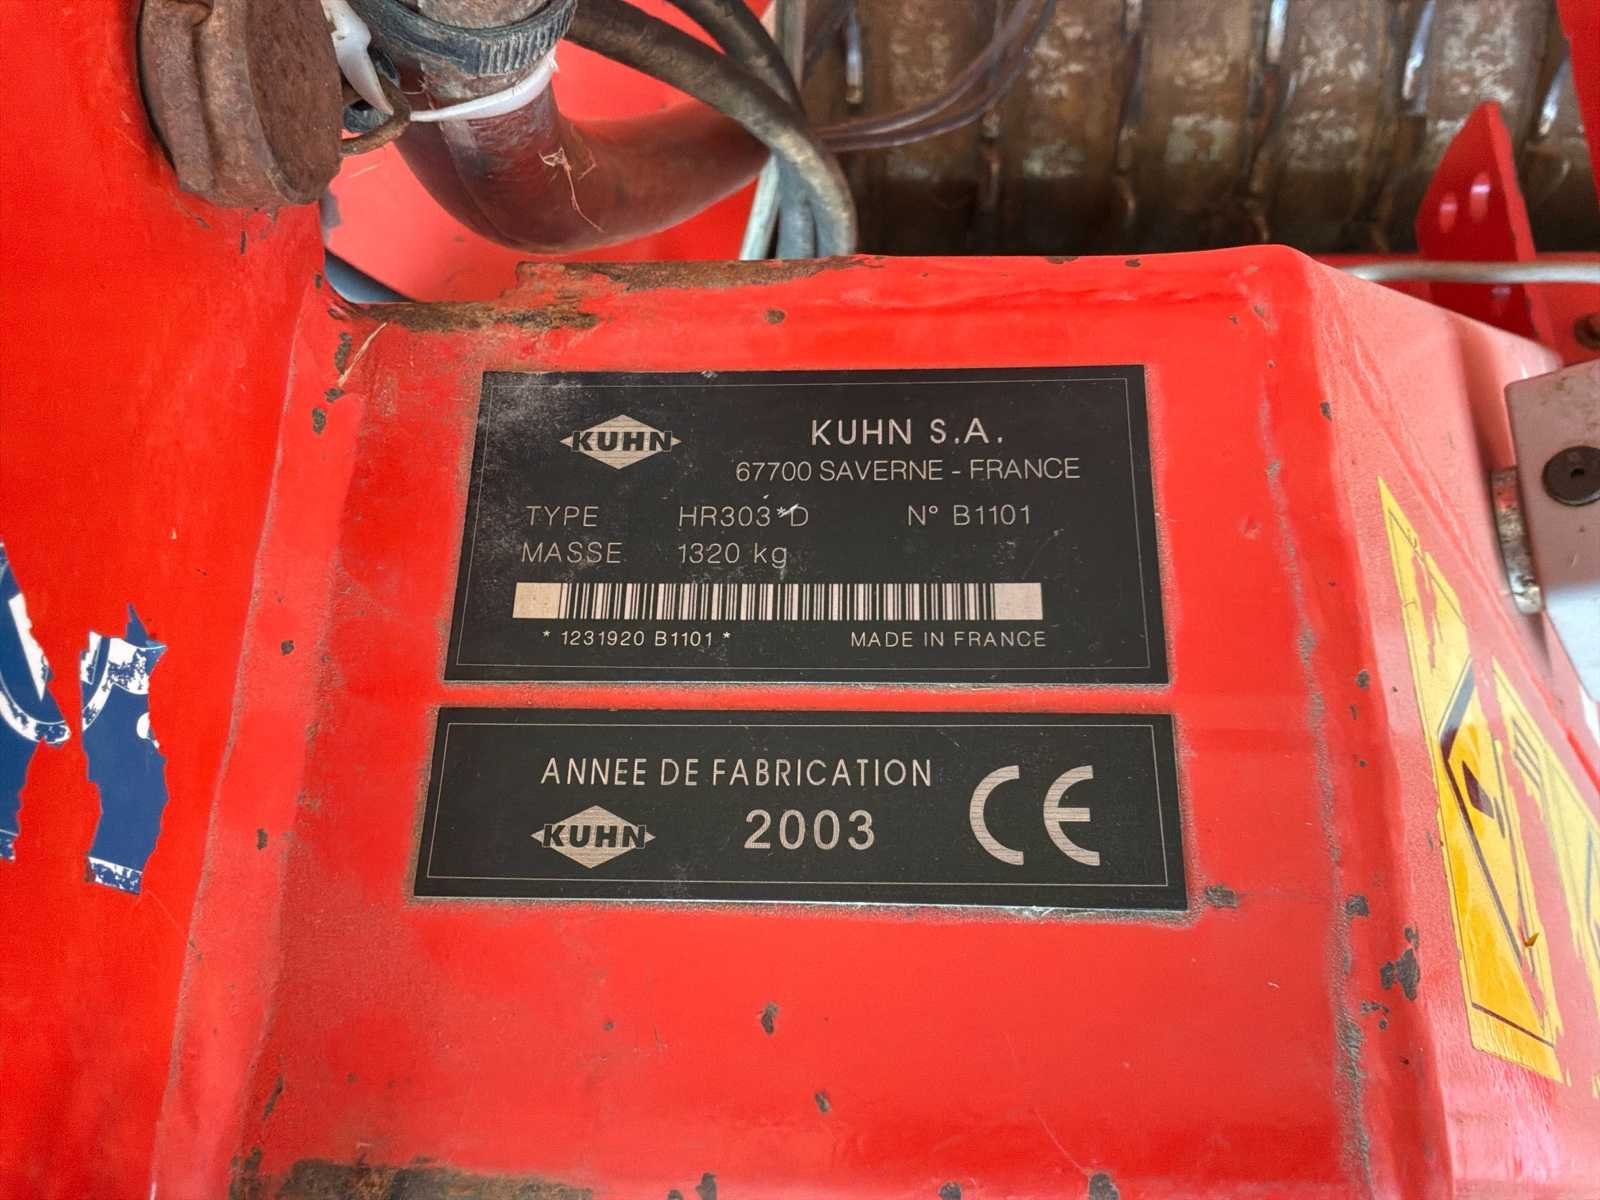 KUHN
KUHN S.A.
67700 SAVERNE - FRANCE
TYPE HR303*D N° B1101
MASSE 1320 kg
* 1231920 B1101 * MADE IN FRANCE
ANNEE DE FABRICATION
KUHN 2003 CE